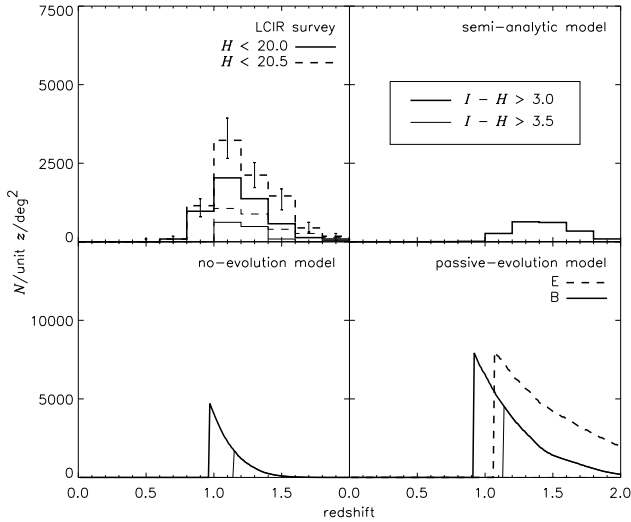 7500
5000
2500
0
LCIR survey
H < 20.0
H < 20.5
semi-analytic model
I − H > 3.0
I − H > 3.5
N/unit z/deg²
10000
5000
0
no-evolution model
passive-evolution model
E
B
0.0 0.5 1.0 1.5 0.0 0.5 1.0 1.5 2.0
redshift